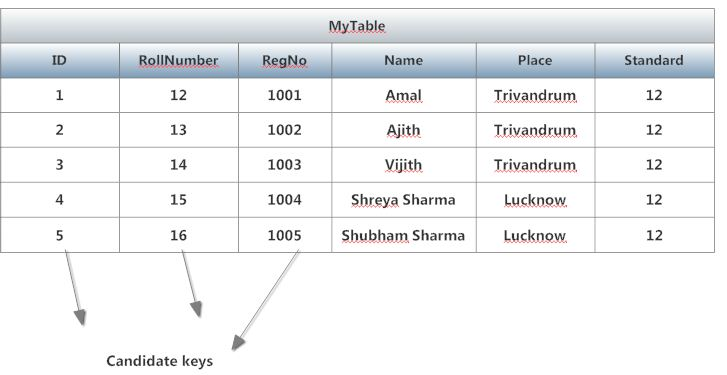 MyTable
ID RollNumber RegNo Name Place Standard
1 12 1001 Amal Trivandrum 12
2 13 1002 Ajith Trivandrum 12
3 14 1003 Vijith Trivandrum 12
4 15 1004 Shreya Sharma Lucknow 12
5 16 1005 Shubham Sharma Lucknow 12
Candidate keys